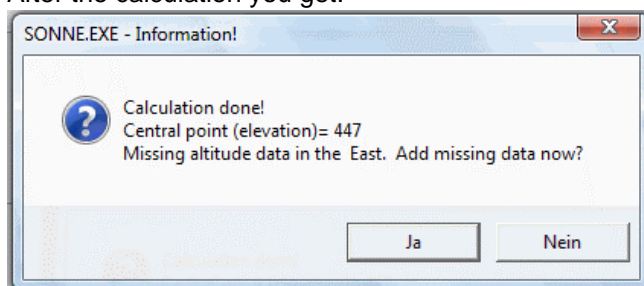 After the calculation you get:
SONNE.EXE - Information!
Calculation done!
Central point (elevation)= 447
Missing altitude data in the East. Add missing data now?
Ja
Nein